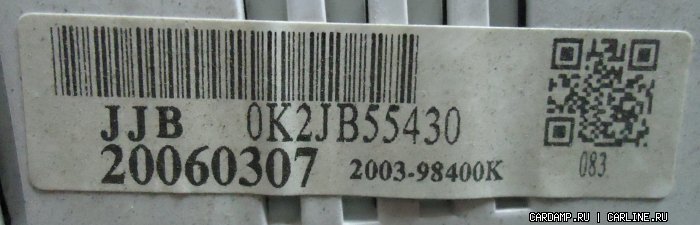 JJB 0K2JB55430
20060307 2003-98400K
083
CARDAMP.RU | CARLINE.RU